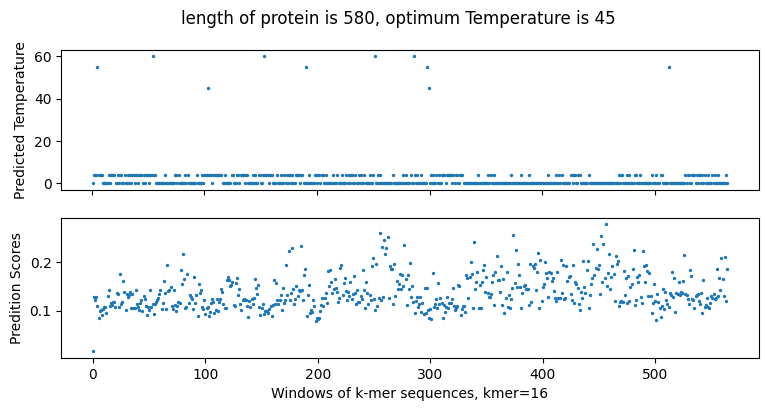 length of protein is 580, optimum Temperature is 45
Predicted Temperature
60
40
20
0
Predition Scores
0.2
0.1
0 100 200 300 400 500
Windows of k-mer sequences, kmer=16